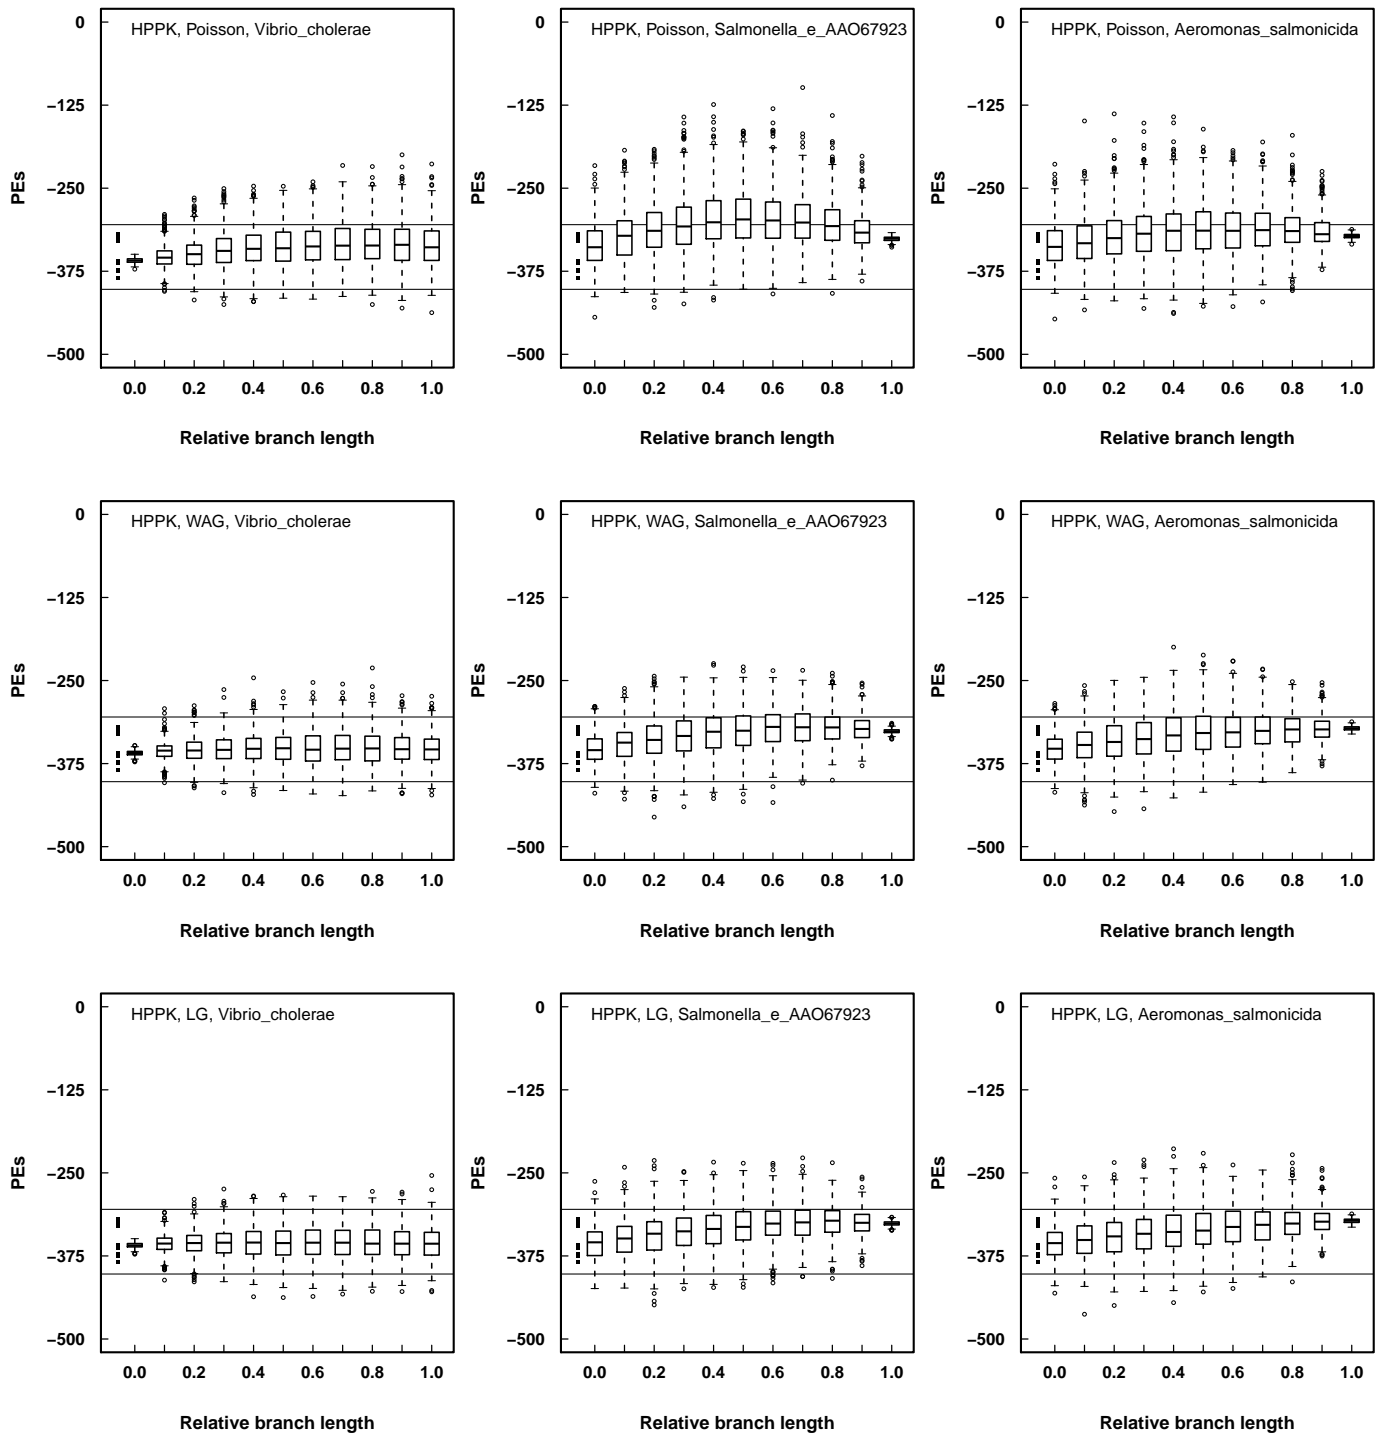 HPPK, Poisson, Vibrio_cholerae
0
−125
−250
−375
−500
PEs
0.0 0.2 0.4 0.6 0.8 1.0
Relative branch length
HPPK, Poisson, Salmonella_e_AAO67923
0
−125
−250
−375
−500
PEs
0.0 0.2 0.4 0.6 0.8 1.0
Relative branch length
HPPK, Poisson, Aeromonas_salmonicida
0
−125
−250
−375
−500
PEs
0.0 0.2 0.4 0.6 0.8 1.0
Relative branch length
HPPK, WAG, Vibrio_cholerae
0
−125
−250
−375
−500
PEs
0.0 0.2 0.4 0.6 0.8 1.0
Relative branch length
HPPK, WAG, Salmonella_e_AAO67923
0
−125
−250
−375
−500
PEs
0.0 0.2 0.4 0.6 0.8 1.0
Relative branch length
HPPK, WAG, Aeromonas_salmonicida
0
−125
−250
−375
−500
PEs
0.0 0.2 0.4 0.6 0.8 1.0
Relative branch length
HPPK, LG, Vibrio_cholerae
0
−125
−250
−375
−500
PEs
0.0 0.2 0.4 0.6 0.8 1.0
Relative branch length
HPPK, LG, Salmonella_e_AAO67923
0
−125
−250
−375
−500
PEs
0.0 0.2 0.4 0.6 0.8 1.0
Relative branch length
HPPK, LG, Aeromonas_salmonicida
0
−125
−250
−375
−500
PEs
0.0 0.2 0.4 0.6 0.8 1.0
Relative branch length